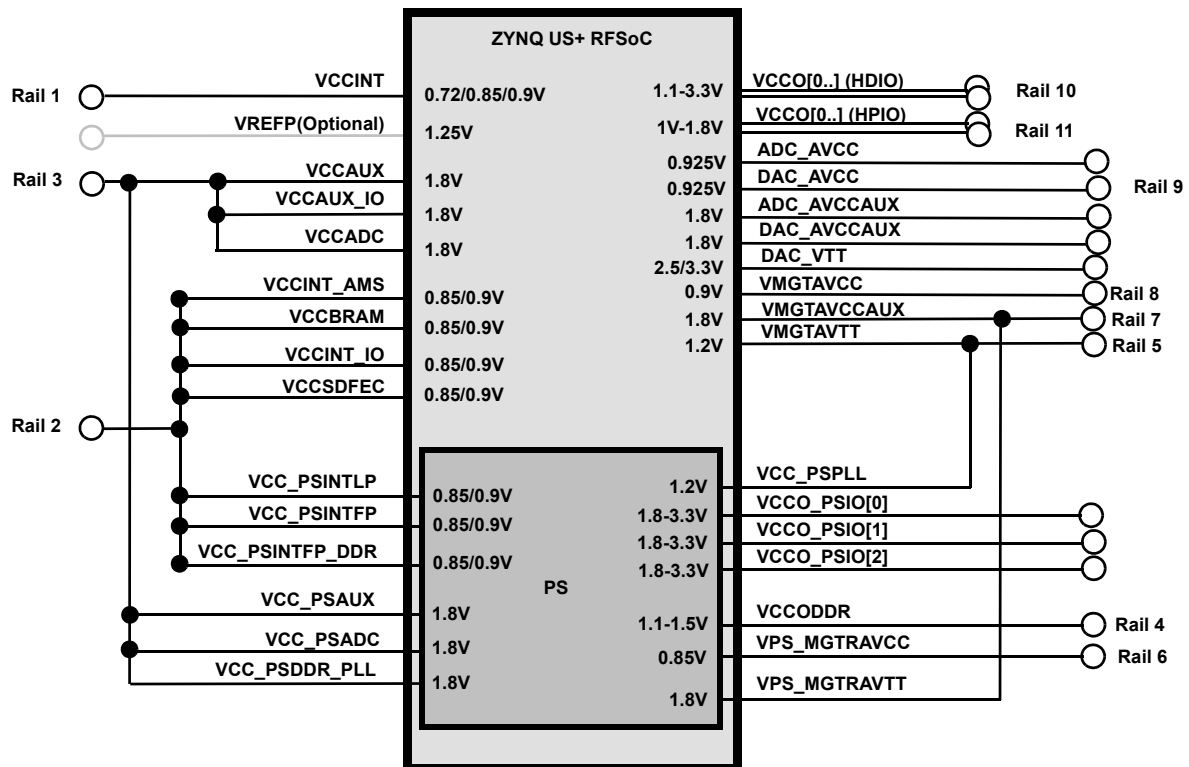 ZYNQ US+ RFSoC
Rail 1
VCCINT
0.72/0.85/0.9V
VREFP(Optional)
1.25V
Rail 3
VCCAUX
1.8V
VCCAUX_IO
1.8V
VCCADC
1.8V
VCCINT_AMS
0.85/0.9V
VCCBRAM
0.85/0.9V
VCCINT_IO
0.85/0.9V
VCCSDFEC
0.85/0.9V
Rail 2
VCC_PSINTLP
0.85/0.9V
VCC_PSINTFP
0.85/0.9V
VCC_PSINTFP_DDR
0.85/0.9V
PS
VCC_PSAUX
1.8V
VCC_PSADC
1.8V
VCC_PSDDR_PLL
1.8V
1.1-3.3V
VCCO[0..] (HDIO)
Rail 10
1V-1.8V
VCCO[0..] (HPIO)
Rail 11
0.925V
ADC_AVCC
0.925V
DAC_AVCC
Rail 9
1.8V
ADC_AVCCAUX
1.8V
DAC_AVCCAUX
2.5/3.3V
DAC_VTT
0.9V
VMGTAVCC
Rail 8
1.8V
VMGTAVCCAUX
Rail 7
1.2V
VMGTAVTT
Rail 5
1.2V
VCC_PSPLL
1.8-3.3V
VCCO_PSIO[0]
1.8-3.3V
VCCO_PSIO[1]
1.8-3.3V
VCCO_PSIO[2]
1.1-1.5V
VCCODDR
Rail 4
0.85V
VPS_MGTRAVCC
Rail 6
1.8V
VPS_MGTRAVTT